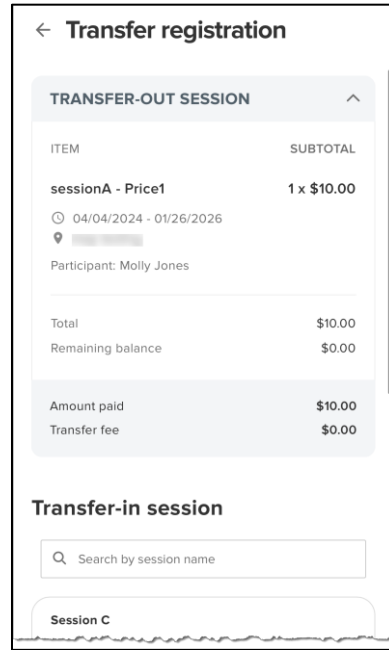 Transfer registration
TRANSFER-OUT SESSION
ITEM SUBTOTAL
sessionA - Price1 1 x $10.00
04/04/2024 - 01/26/2026
Participant: Molly Jones
Total $10.00
Remaining balance $0.00
Amount paid $10.00
Transfer fee $0.00
Transfer-in session
Search by session name
Session C